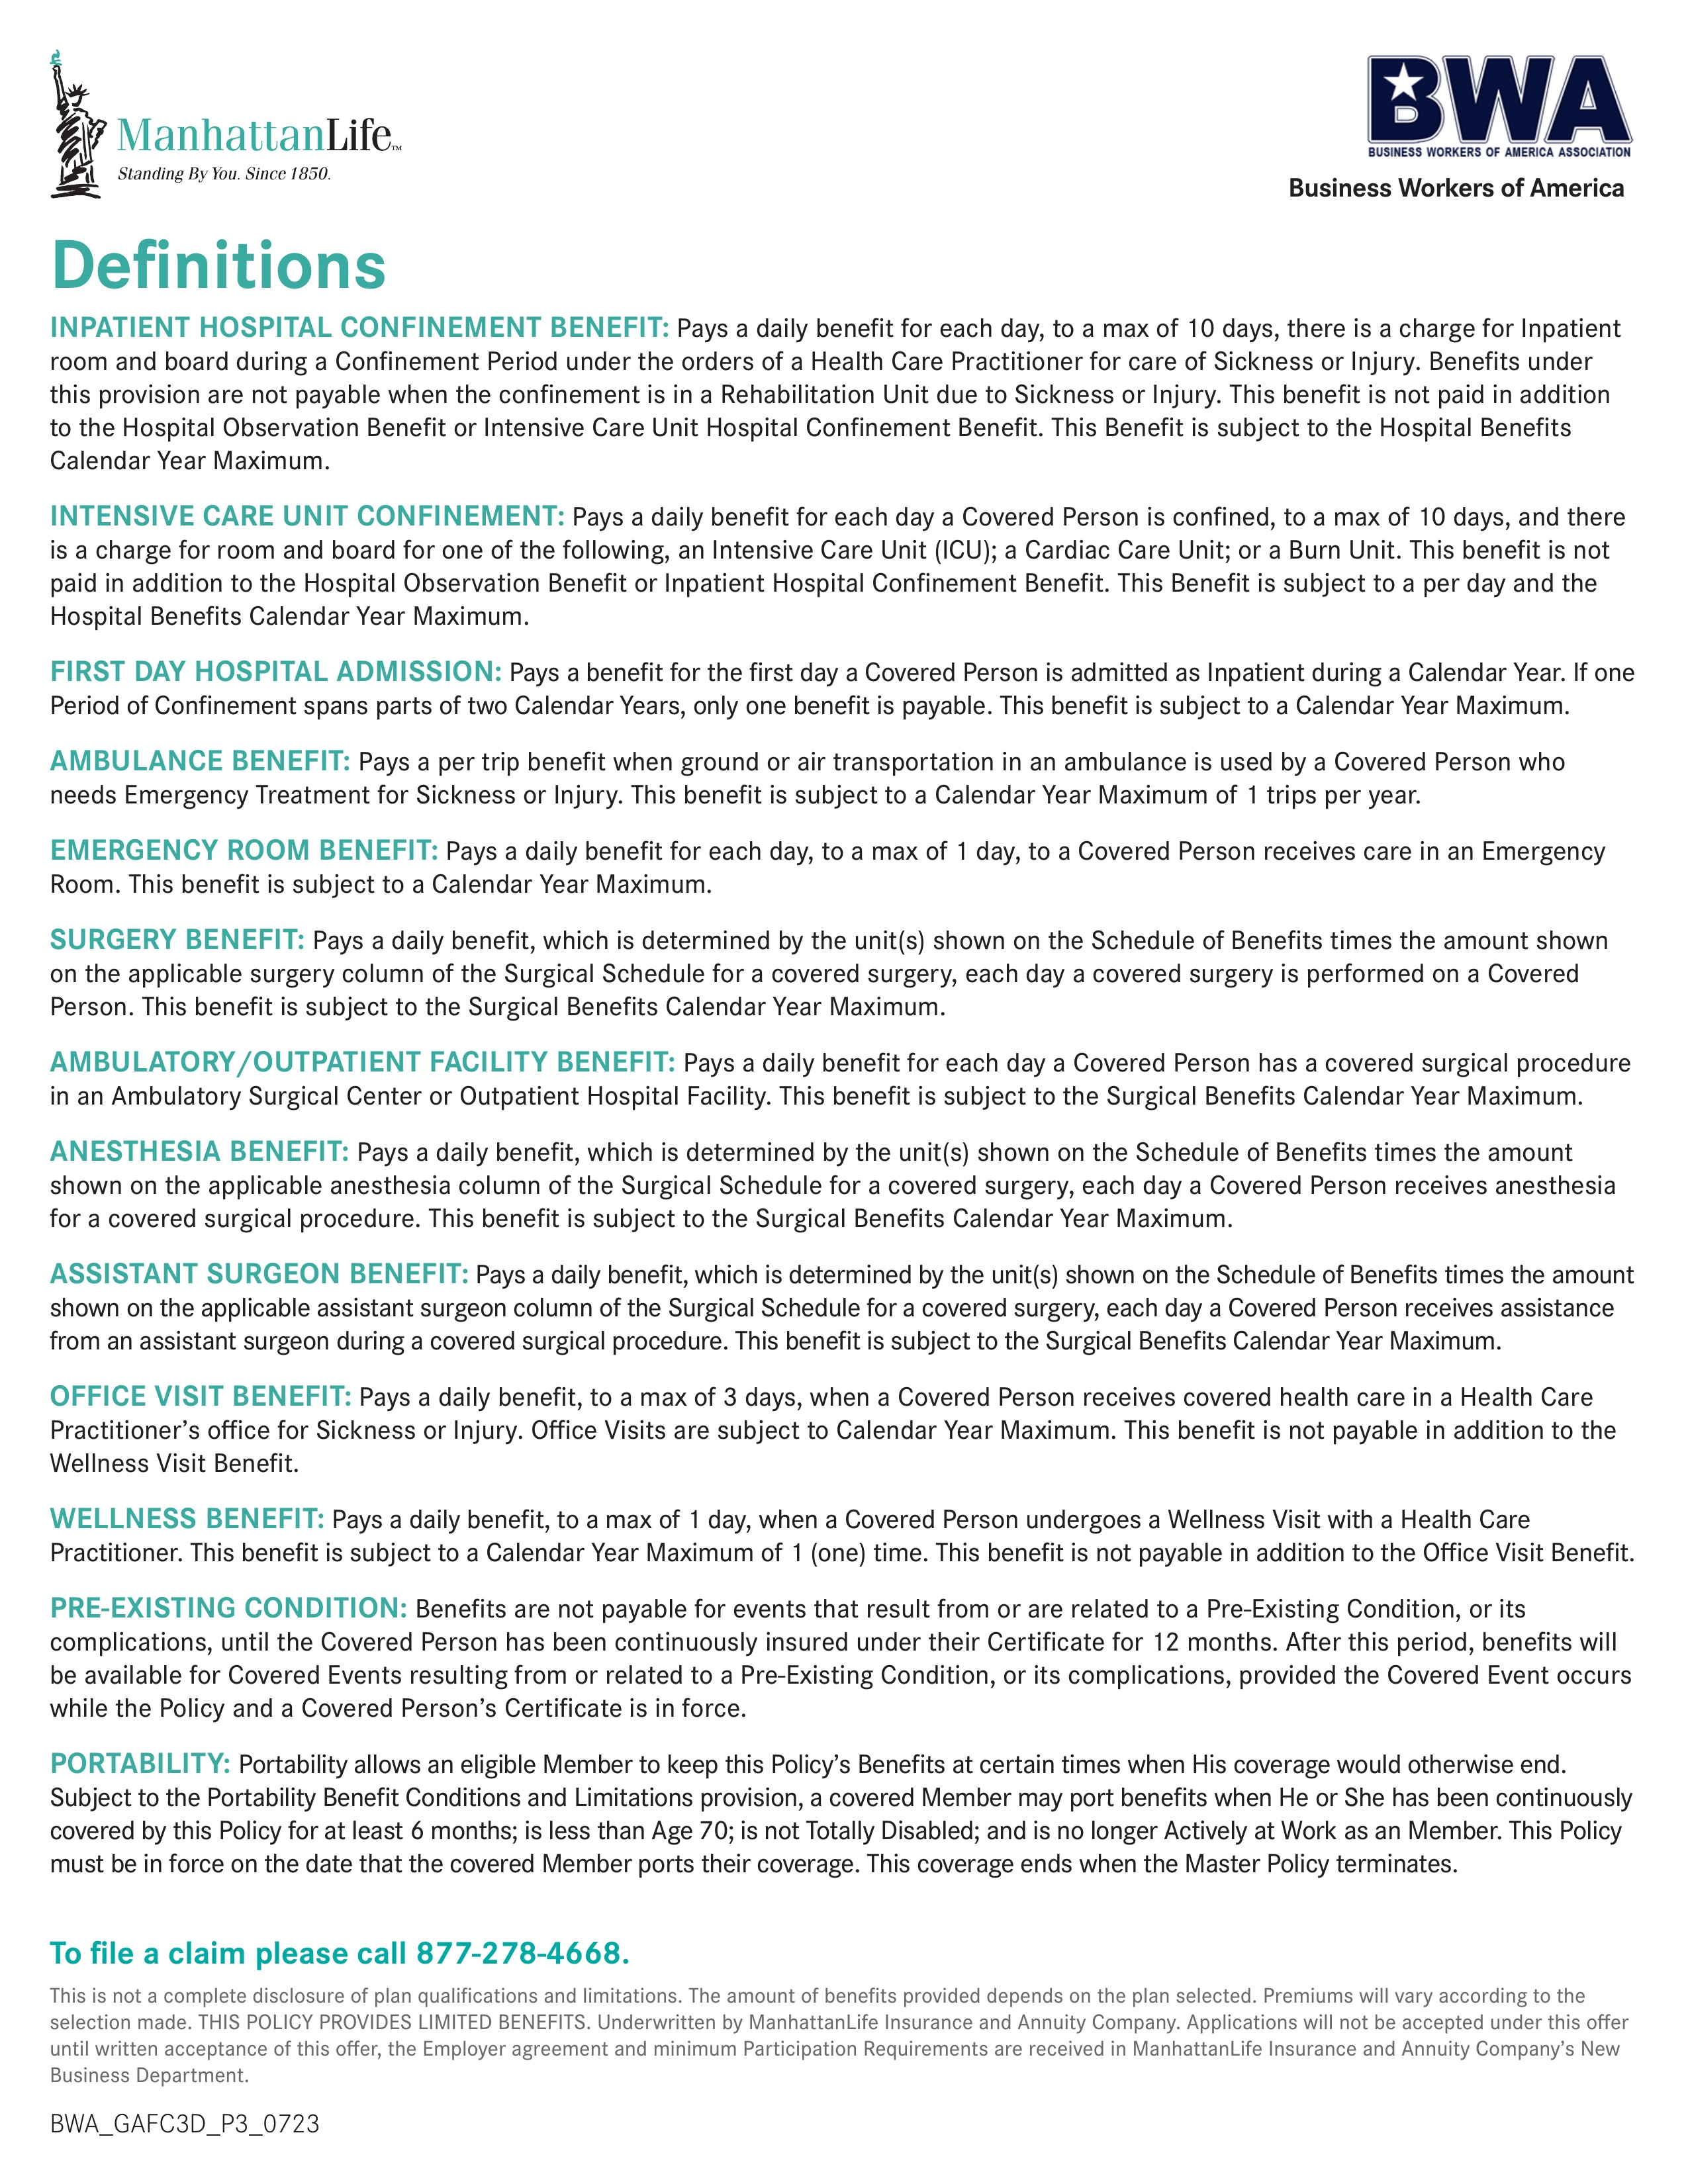 ManhattanLife™
Standing By You. Since 1850.
BWA
BUSINESS WORKERS OF AMERICA ASSOCIATION
Business Workers of America
Definitions
INPATIENT HOSPITAL CONFINEMENT BENEFIT: Pays a daily benefit for each day, to a max of 10 days, there is a charge for Inpatient
room and board during a Confinement Period under the orders of a Health Care Practitioner for care of Sickness or Injury. Benefits under
this provision are not payable when the confinement is in a Rehabilitation Unit due to Sickness or Injury. This benefit is not paid in addition
to the Hospital Observation Benefit or Intensive Care Unit Hospital Confinement Benefit. This Benefit is subject to the Hospital Benefits
Calendar Year Maximum.
INTENSIVE CARE UNIT CONFINEMENT: Pays a daily benefit for each day a Covered Person is confined, to a max of 10 days, and there
is a charge for room and board for one of the following, an Intensive Care Unit (ICU); a Cardiac Care Unit; or a Burn Unit. This benefit is not
paid in addition to the Hospital Observation Benefit or Inpatient Hospital Confinement Benefit. This Benefit is subject to a per day and the
Hospital Benefits Calendar Year Maximum.
FIRST DAY HOSPITAL ADMISSION: Pays a benefit for the first day a Covered Person is admitted as Inpatient during a Calendar Year. If one
Period of Confinement spans parts of two Calendar Years, only one benefit is payable. This benefit is subject to a Calendar Year Maximum.
AMBULANCE BENEFIT: Pays a per trip benefit when ground or air transportation in an ambulance is used by a Covered Person who
needs Emergency Treatment for Sickness or Injury. This benefit is subject to a Calendar Year Maximum of 1 trips per year.
EMERGENCY ROOM BENEFIT: Pays a daily benefit for each day, to a max of 1 day, to a Covered Person receives care in an Emergency
Room. This benefit is subject to a Calendar Year Maximum.
SURGERY BENEFIT: Pays a daily benefit, which is determined by the unit(s) shown on the Schedule of Benefits times the amount shown
on the applicable surgery column of the Surgical Schedule for a covered surgery, each day a covered surgery is performed on a Covered
Person. This benefit is subject to the Surgical Benefits Calendar Year Maximum.
AMBULATORY/OUTPATIENT FACILITY BENEFIT: Pays a daily benefit for each day a Covered Person has a covered surgical procedure
in an Ambulatory Surgical Center or Outpatient Hospital Facility. This benefit is subject to the Surgical Benefits Calendar Year Maximum.
ANESTHESIA BENEFIT: Pays a daily benefit, which is determined by the unit(s) shown on the Schedule of Benefits times the amount
shown on the applicable anesthesia column of the Surgical Schedule for a covered surgery, each day a Covered Person receives anesthesia
for a covered surgical procedure. This benefit is subject to the Surgical Benefits Calendar Year Maximum.
ASSISTANT SURGEON BENEFIT: Pays a daily benefit, which is determined by the unit(s) shown on the Schedule of Benefits times the amount
shown on the applicable assistant surgeon column of the Surgical Schedule for a covered surgery, each day a Covered Person receives assistance
from an assistant surgeon during a covered surgical procedure. This benefit is subject to the Surgical Benefits Calendar Year Maximum.
OFFICE VISIT BENEFIT: Pays a daily benefit, to a max of 3 days, when a Covered Person receives covered health care in a Health Care
Practitioner's office for Sickness or Injury. Office Visits are subject to Calendar Year Maximum. This benefit is not payable in addition to the
Wellness Visit Benefit.
WELLNESS BENEFIT: Pays a daily benefit, to a max of 1 day, when a Covered Person undergoes a Wellness Visit with a Health Care
Practitioner. This benefit is subject to a Calendar Year Maximum of 1 (one) time. This benefit is not payable in addition to the Office Visit Benefit.
PRE-EXISTING CONDITION: Benefits are not payable for events that result from or are related to a Pre-Existing Condition, or its
complications, until the Covered Person has been continuously insured under their Certificate for 12 months. After this period, benefits will
be available for Covered Events resulting from or related to a Pre-Existing Condition, or its complications, provided the Covered Event occurs
while the Policy and a Covered Person's Certificate is in force.
PORTABILITY: Portability allows an eligible Member to keep this Policy's Benefits at certain times when His coverage would otherwise end.
Subject to the Portability Benefit Conditions and Limitations provision, a covered Member may port benefits when He or She has been continuously
covered by this Policy for at least 6 months; is less than Age 70; is not Totally Disabled; and is no longer Actively at Work as an Member. This Policy
must be in force on the date that the covered Member ports their coverage. This coverage ends when the Master Policy terminates.
To file a claim please call 877-278-4668.
This is not a complete disclosure of plan qualifications and limitations. The amount of benefits provided depends on the plan selected. Premiums will vary according to the
selection made. THIS POLICY PROVIDES LIMITED BENEFITS. Underwritten by ManhattanLife Insurance and Annuity Company. Applications will not be accepted under this offer
until written acceptance of this offer, the Employer agreement and minimum Participation Requirements are received in ManhattanLife Insurance and Annuity Company's New
Business Department.
BWA_GAFC3D_P3_0723